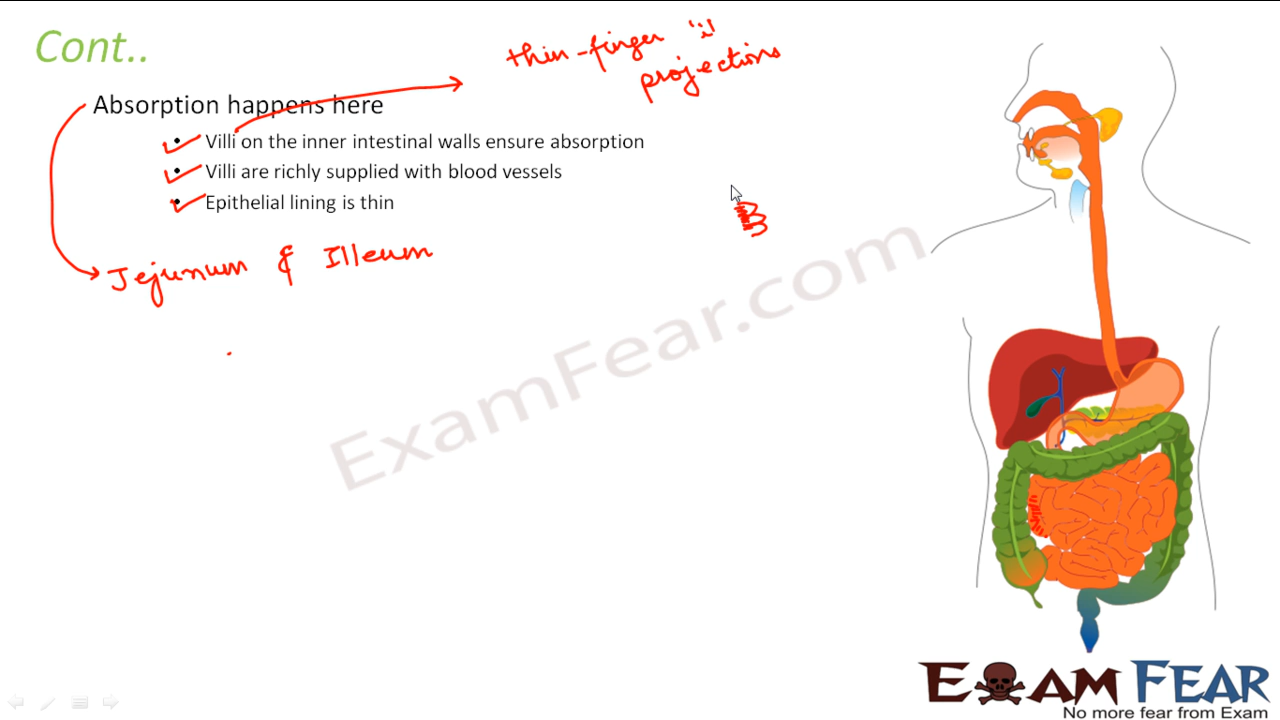 Cont..
thin-finger
projections
Absorption happens here
• Villi on the inner intestinal walls ensure absorption
• Villi are richly supplied with blood vessels
• Epithelial lining is thin
Jejunum & Illeum
ExamFear.com
EXAM FEAR
No more fear from Exam